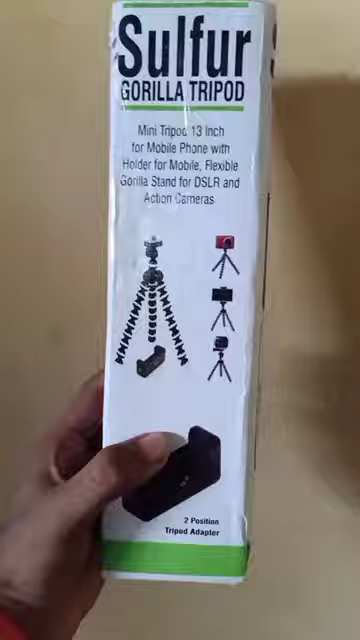 Sulfur
GORILLA TRIPOD
Mini Tripod 13 Inch
for Mobile Phone with
Holder for Mobile, Flexible
Gorilla Stand for DSLR and
Action Cameras
2 Position
Tripod Adapter